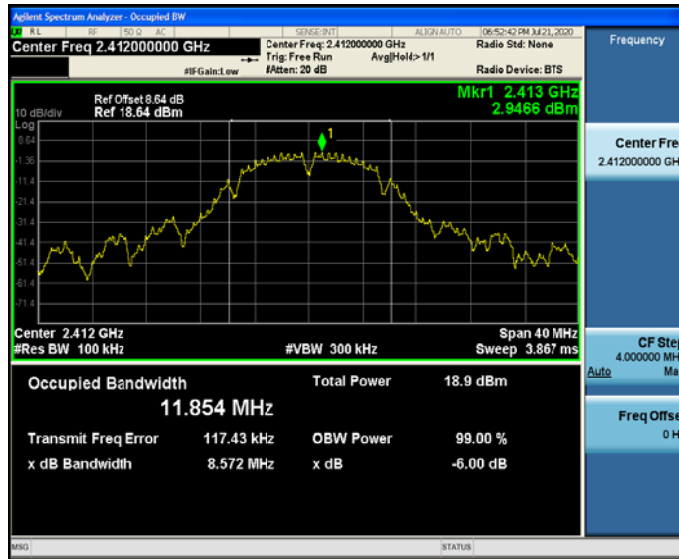 Agilent Spectrum Analyzer - Occupied BW
RL RF 50 Ω AC SENSE:INT ALIGN AUTO 06:52:42 PM Jul 21, 2020
Center Freq 2.412000000 GHz Center Freq: 2.412000000 GHz Radio Std: None
Trig: Free Run Avg|Hold:> 1/1
#IFGain:Low #Atten: 20 dB Radio Device: BTS
Frequency
Ref Offset 8.64 dB Mkr1 2.413 GHz
10 dB/div Ref 18.64 dBm 2.9466 dBm
Log
8.64
1
-1.36
-11.4
-21.4
-31.4
-41.4
-51.4
-61.4
-71.4
Center Fre
2.412000000 GH
Center 2.412 GHz Span 40 MHz
#Res BW 100 kHz #VBW 300 kHz Sweep 3.867 ms
CF Ste
4.000000 MH
Auto Ma
Occupied Bandwidth Total Power 18.9 dBm
11.854 MHz
Transmit Freq Error 117.43 kHz OBW Power 99.00 %
x dB Bandwidth 8.572 MHz x dB -6.00 dB
Freq Offse
0 H
MSG STATUS